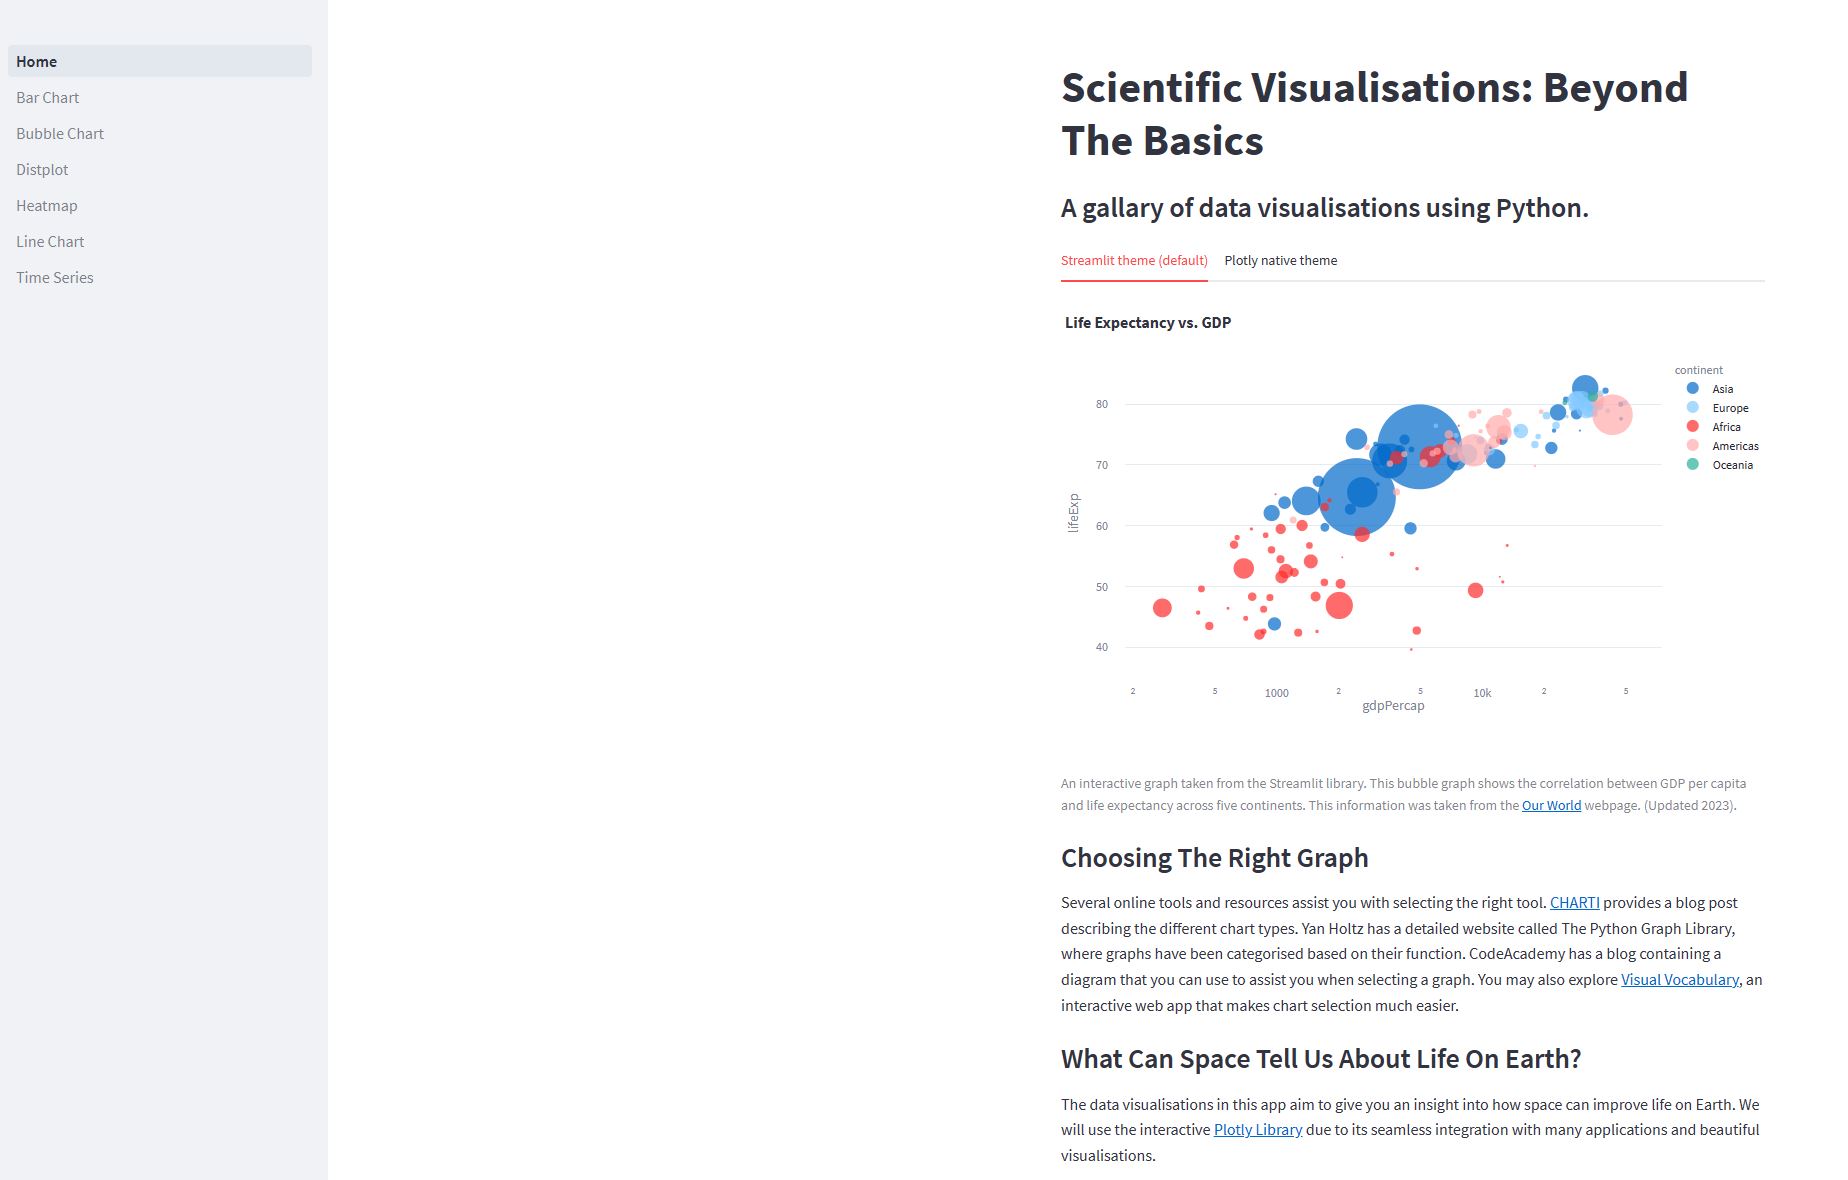 Home
Bar Chart
Bubble Chart
Distplot
Heatmap
Line Chart
Time Series
Scientific Visualisations: Beyond
The Basics
A gallary of data visualisations using Python.
Streamlit theme (default) Plotly native theme
Life Expectancy vs. GDP
continent
Asia
Europe
Africa
Americas
Oceania
80
70
60
50
40
lifeExp
2 5 1000 2 5 10k 2 5
gdpPercap
An interactive graph taken from the Streamlit library. This bubble graph shows the correlation between GDP per capita
and life expectancy across five continents. This information was taken from the Our World webpage. (Updated 2023).
Choosing The Right Graph
Several online tools and resources assist you with selecting the right tool. CHARTI provides a blog post
describing the different chart types. Yan Holtz has a detailed website called The Python Graph Library,
where graphs have been categorised based on their function. CodeAcademy has a blog containing a
diagram that you can use to assist you when selecting a graph. You may also explore Visual Vocabulary, an
interactive web app that makes chart selection much easier.
What Can Space Tell Us About Life On Earth?
The data visualisations in this app aim to give you an insight into how space can improve life on Earth. We
will use the interactive Plotly Library due to its seamless integration with many applications and beautiful
visualisations.